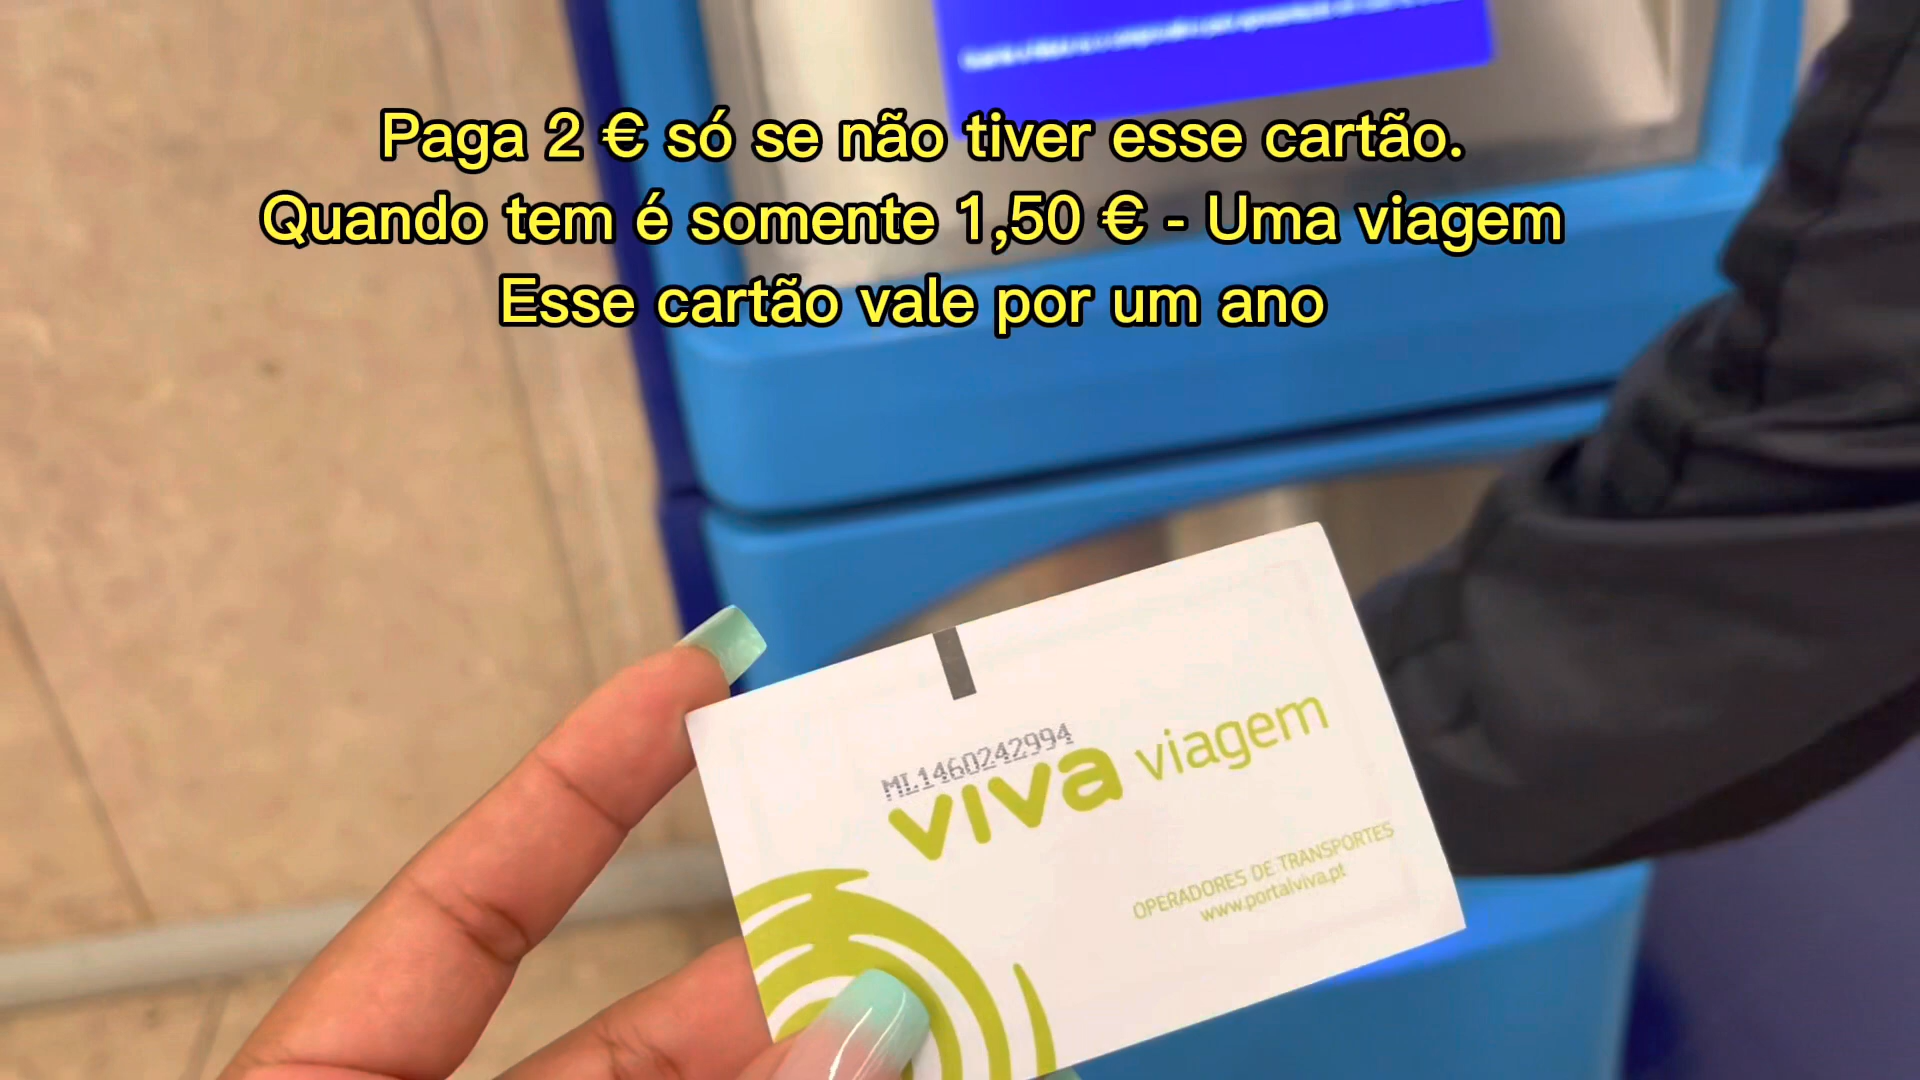 Paga 2 € só se não tiver esse cartão.
Quando tem é somente 1,50 € - Uma viagem
Esse cartão vale por um ano
ML1460242994
viva viagem
OPERADORES DE TRANSPORTES
www.portalviva.pt